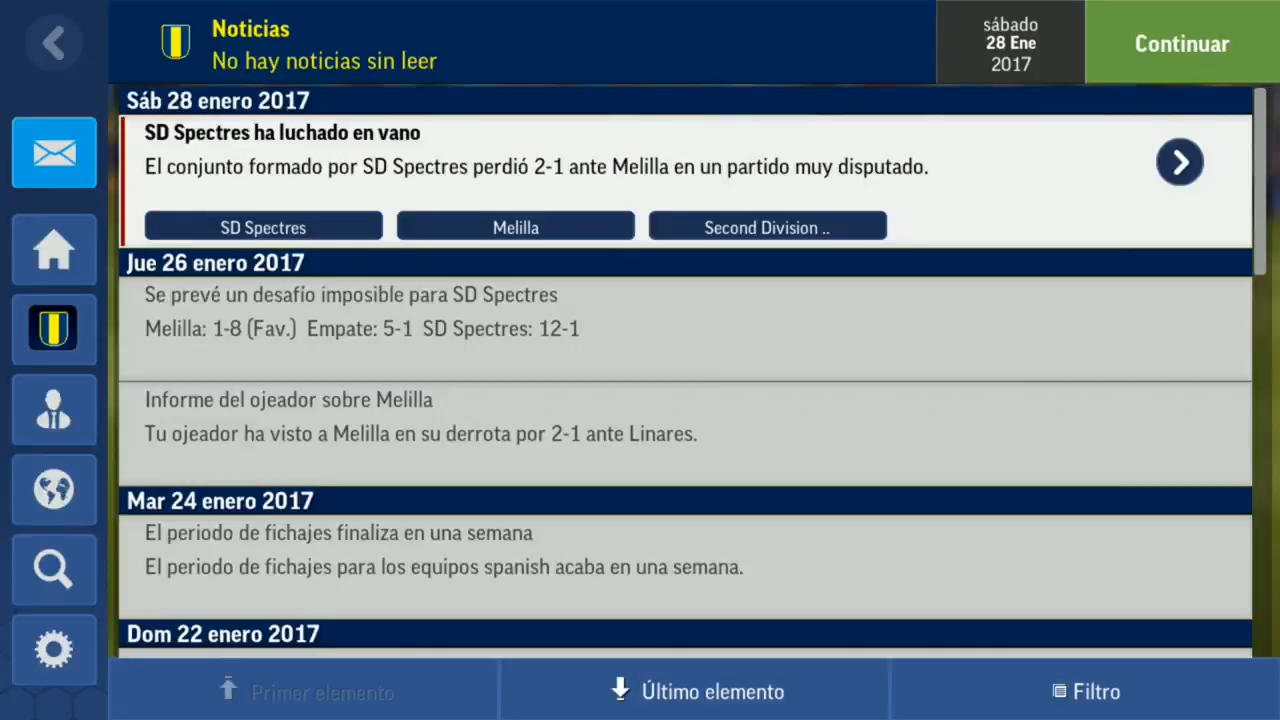 Noticias
No hay noticias sin leer
sábado
28 Ene
2017
Continuar
Sáb 28 enero 2017
SD Spectres ha luchado en vano
El conjunto formado por SD Spectres perdió 2-1 ante Melilla en un partido muy disputado.
SD Spectres
Melilla
Second Division ..
Jue 26 enero 2017
Se prevé un desafío imposible para SD Spectres
Melilla: 1-8 (Fav.) Empate: 5-1 SD Spectres: 12-1
Informe del ojeador sobre Melilla
Tu ojeador ha visto a Melilla en su derrota por 2-1 ante Linares.
Mar 24 enero 2017
El periodo de fichajes finaliza en una semana
El periodo de fichajes para los equipos spanish acaba en una semana.
Dom 22 enero 2017
Primer elemento
Último elemento
Filtro